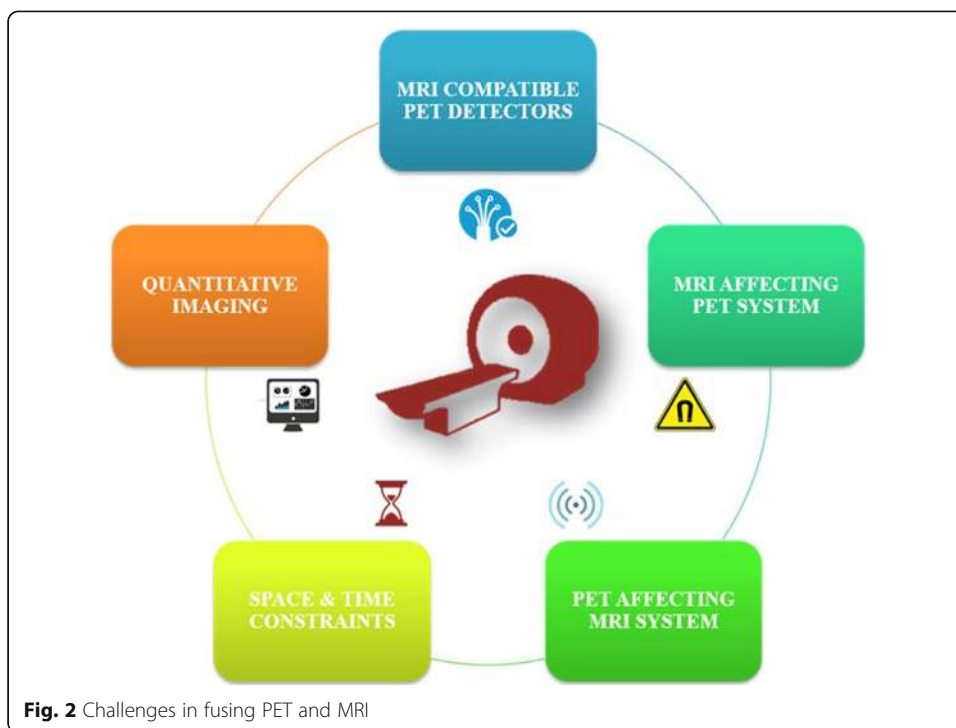 MRI COMPATIBLE
PET DETECTORS
QUANTITATIVE
IMAGING
MRI AFFECTING
PET SYSTEM
SPACE & TIME
CONSTRAINTS
PET AFFECTING
MRI SYSTEM
Fig. 2 Challenges in fusing PET and MRI